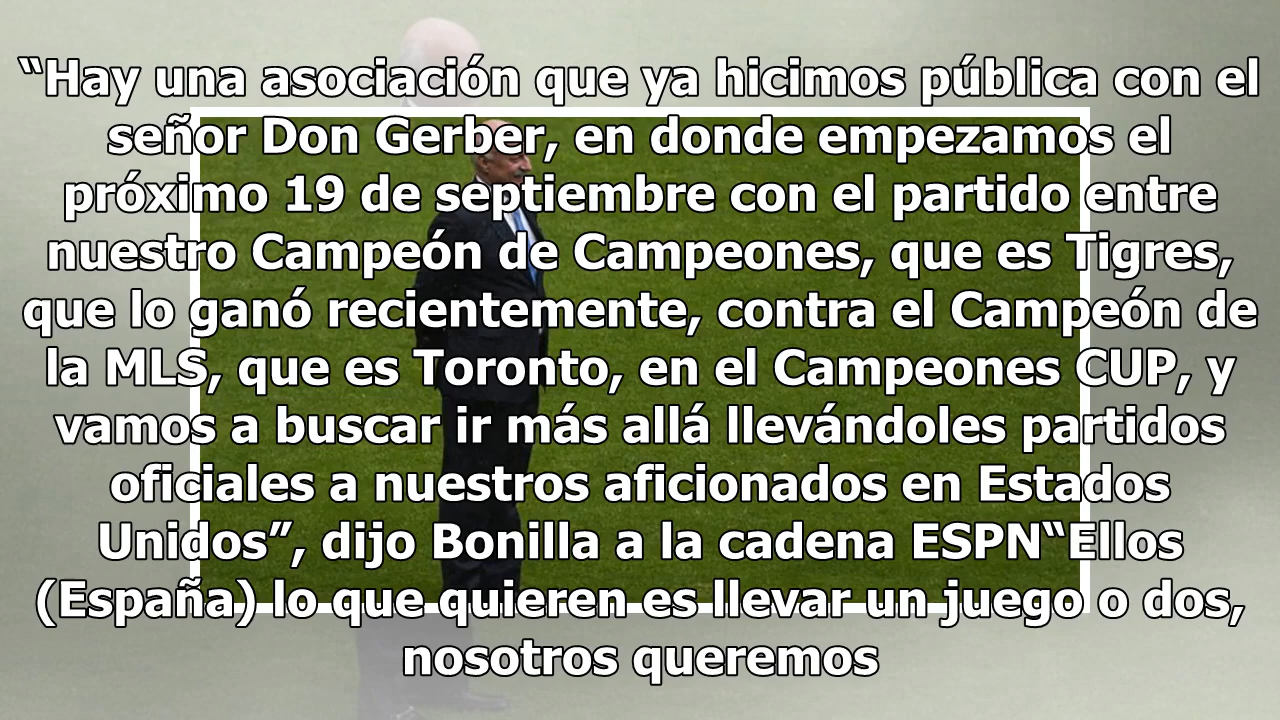 “Hay una asociación que ya hicimos pública con el
señor Don Gerber, en donde empezamos el
próximo 19 de septiembre con el partido entre
nuestro Campeón de Campeones, que es Tigres,
que lo ganó recientemente, contra el Campeón de
la MLS, que es Toronto, en el Campeones CUP, y
vamos a buscar ir más allá llevándoles partidos
oficiales a nuestros aficionados en Estados
Unidos”, dijo Bonilla a la cadena ESPN“Ellos
(España) lo que quieren es llevar un juego o dos,
nosotros queremos